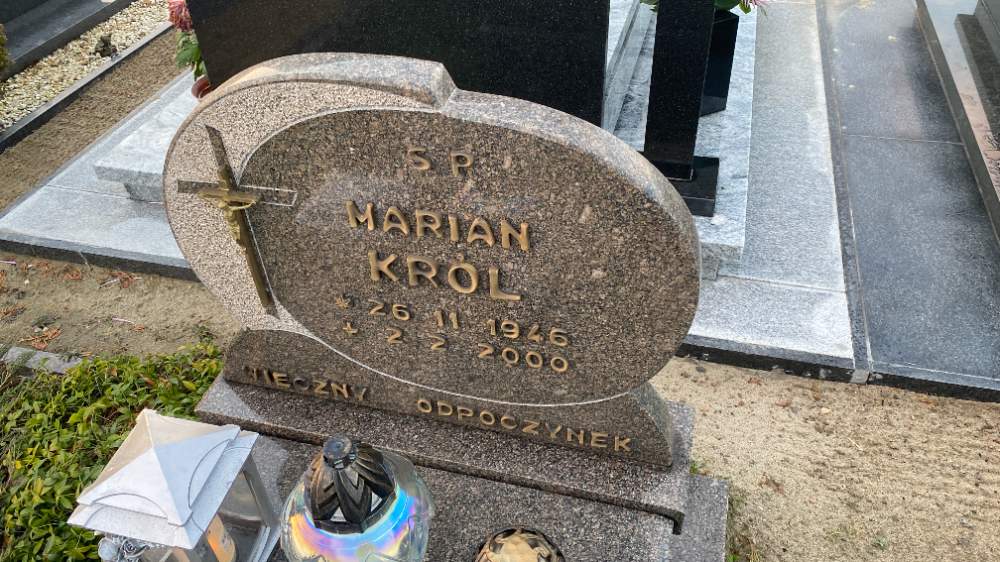 S P
MARIAN
KRÓL
* 26 11 1946
+ 2 2 2000
WIECZNY ODPOCZYNEK